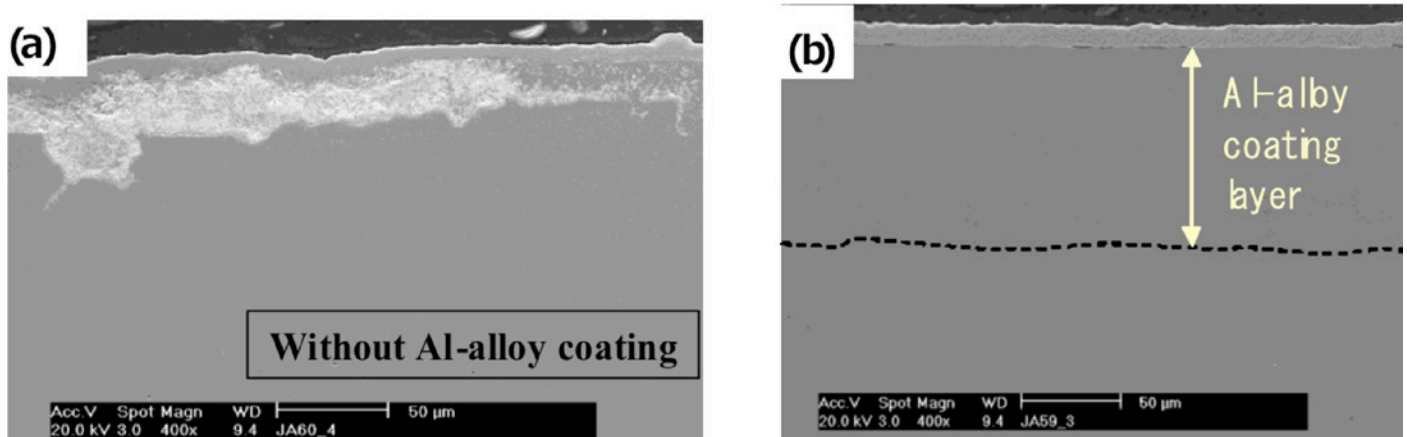 (a)
Without Al-alloy coating
Acc.V Spot Magn WD 50 µm
20.0 kV 3.0 400x 9.4 JA60_4
(b)
Al-alby
coating
layer
Acc.V Spot Magn WD 50 µm
20.0 kV 3.0 400x 9.4 JA59_3